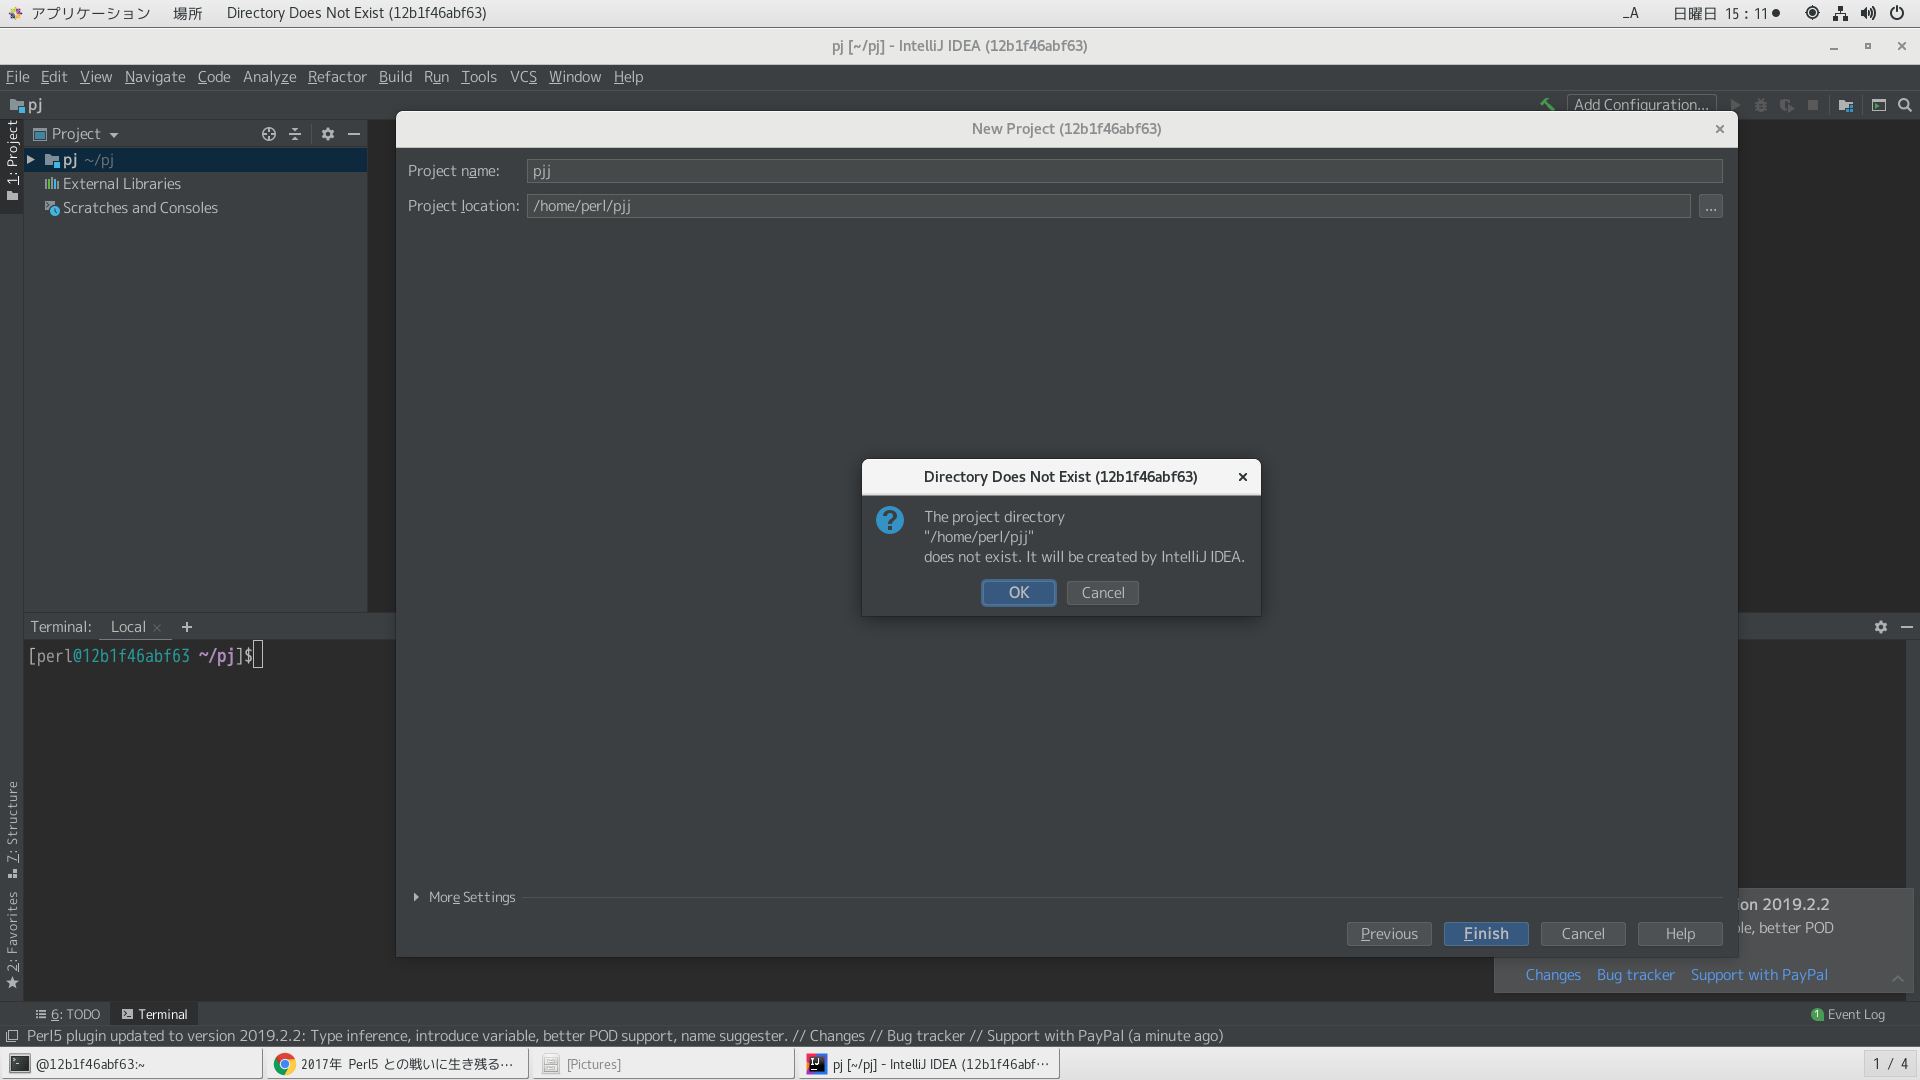 アプリケーション 場所 Directory Does Not Exist (12b1f46abf63) _A 日曜日 15：11●
pj [~/pj] - IntelliJ IDEA (12b1f46abf63)
File Edit View Navigate Code Analyze Refactor Build Run Tools VCS Window Help
pj Add Configuration...
1: Project
Project
New Project (12b1f46abf63)
pj ~/pj
External Libraries
Scratches and Consoles
Project name: pjj
Project location: /home/perl/pjj ...
Directory Does Not Exist (12b1f46abf63)
The project directory
"/home/perl/pjj"
does not exist. It will be created by IntelliJ IDEA.
OK Cancel
Terminal: Local
[perl@12b1f46abf63 ~/pj]$
7: Structure
2: Favorites
More Settings
Previous Finish Cancel Help
on 2019.2.2
le, better POD
Changes Bug tracker Support with PayPal
6: TODO Terminal 1 Event Log
Perl5 plugin updated to version 2019.2.2: Type inference, introduce variable, better POD support, name suggester. // Changes // Bug tracker // Support with PayPal (a minute ago)
@12b1f46abf63:~ 2017年 Perl5 との戦いに生き残る… [Pictures] pj [~/pj] - IntelliJ IDEA (12b1f46abf… 1 / 4